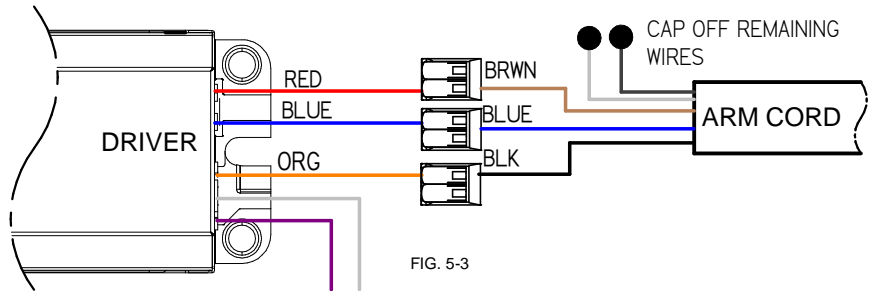 CAP OFF REMAINING
WIRES
RED
BRWN
BLUE
BLUE
ARM CORD
DRIVER
ORG
BLK
FIG. 5-3